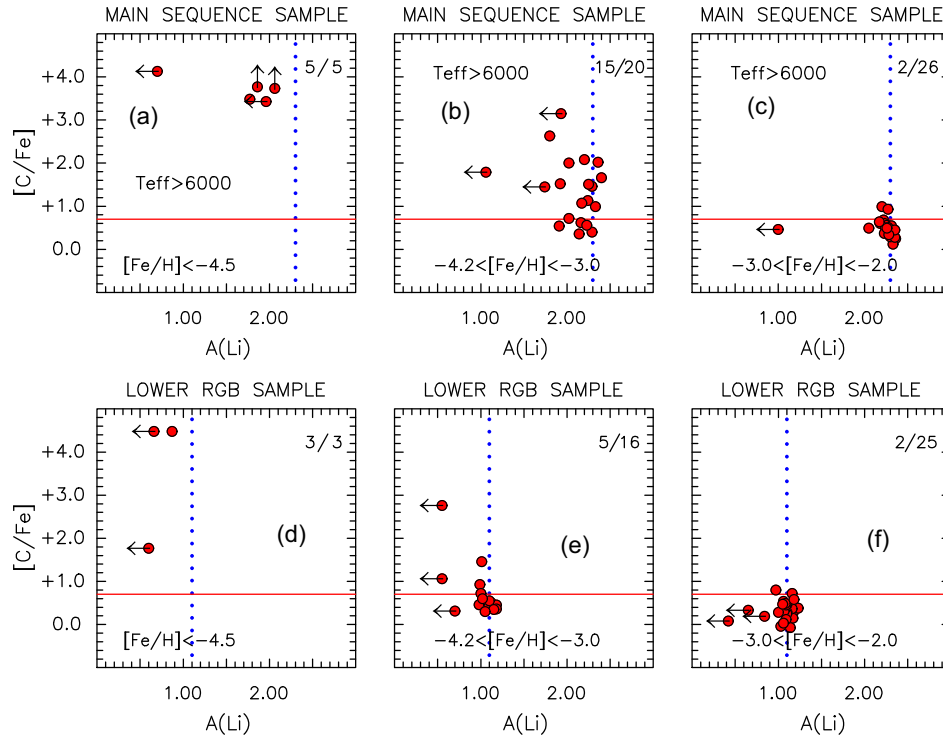 MAIN SEQUENCE SAMPLE
MAIN SEQUENCE SAMPLE
MAIN SEQUENCE SAMPLE
[C/Fe]
+4.0
+3.0
+2.0
+1.0
0.0
5/5
(a)
Teff>6000
[Fe/H]<−4.5
1.00 2.00
A(Li)
Teff>6000
15/20
(b)
−4.2<[Fe/H]<−3.0
1.00 2.00
A(Li)
Teff>6000
2/26
(c)
−3.0<[Fe/H]<−2.0
1.00 2.00
A(Li)
LOWER RGB SAMPLE
LOWER RGB SAMPLE
LOWER RGB SAMPLE
[C/Fe]
+4.0
+3.0
+2.0
+1.0
0.0
3/3
(d)
[Fe/H]<−4.5
1.00 2.00
A(Li)
5/16
(e)
−4.2<[Fe/H]<−3.0
1.00 2.00
A(Li)
2/25
(f)
−3.0<[Fe/H]<−2.0
1.00 2.00
A(Li)